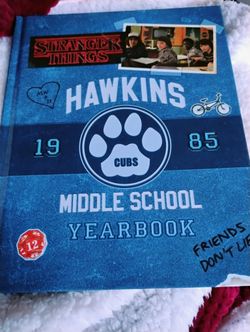 STRANGER
THINGS
HAWKINS
19 85
CUBS
MIDDLE SCHOOL
YEARBOOK
12
FRIENDS
DON'T LIE